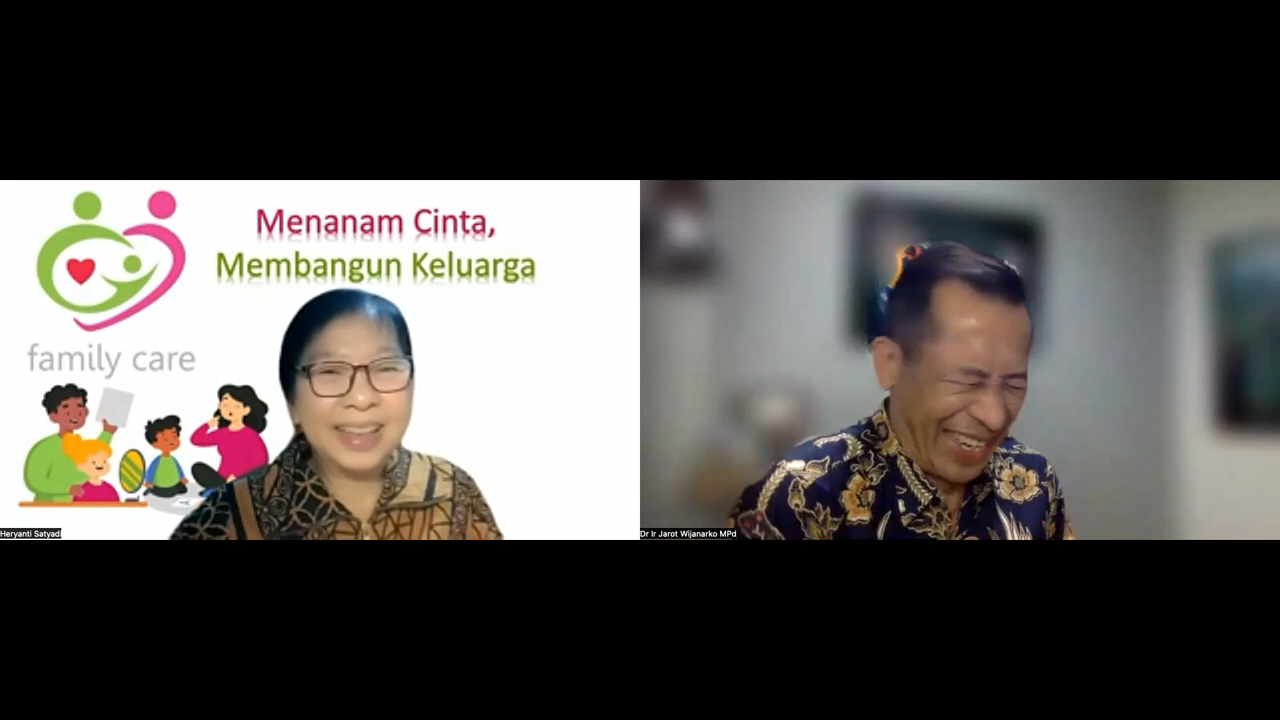 Menanam Cinta,
Membangun Keluarga
family care
Heryanti Satyadi
Dr Ir Jarot Wijanarko MPd